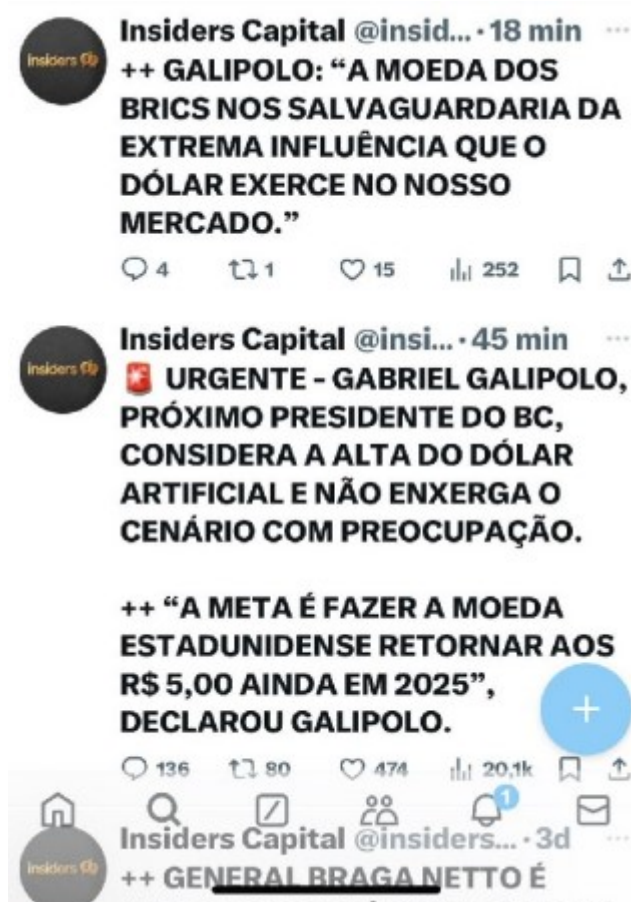 insiders
Insiders Capital @insid... · 18 min ...
++ GALIPOLO: “A MOEDA DOS
BRICS NOS SALVAGUARDARIA DA
EXTREMA INFLUÊNCIA QUE O
DÓLAR EXERCE NO NOSSO
MERCADO.”
4 1 15 252
insiders
Insiders Capital @insi... · 45 min ...
🚨 URGENTE - GABRIEL GALIPOLO,
PRÓXIMO PRESIDENTE DO BC,
CONSIDERA A ALTA DO DÓLAR
ARTIFICIAL E NÃO ENXERGA O
CENÁRIO COM PREOCUPAÇÃO.
++ “A META É FAZER A MOEDA
ESTADUNIDENSE RETORNAR AOS
R$ 5,00 AINDA EM 2025”,
DECLAROU GALIPOLO.
136 80 474 20,1k
1
insiders
Insiders Capital @insiders... · 3d ...
++ GENERAL BRAGA NETTO É